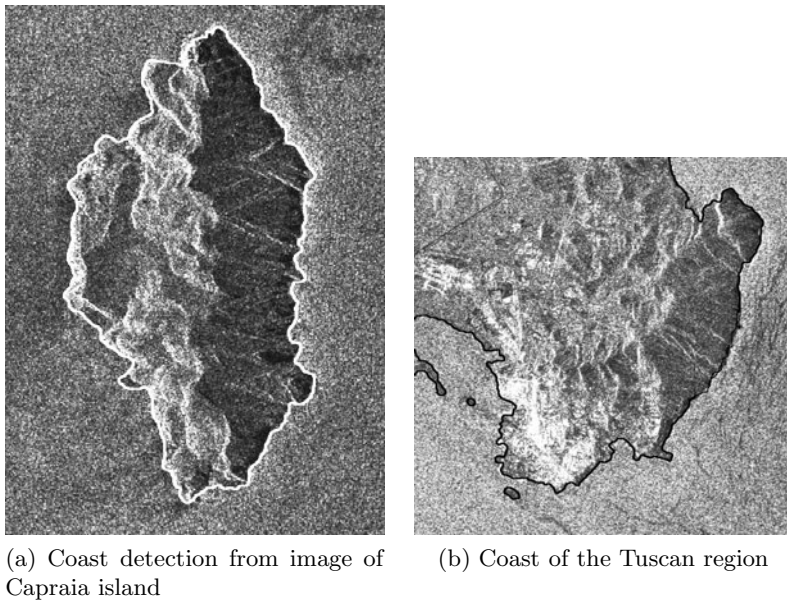 (a) Coast detection from image of
Capraia island
(b) Coast of the Tuscan region